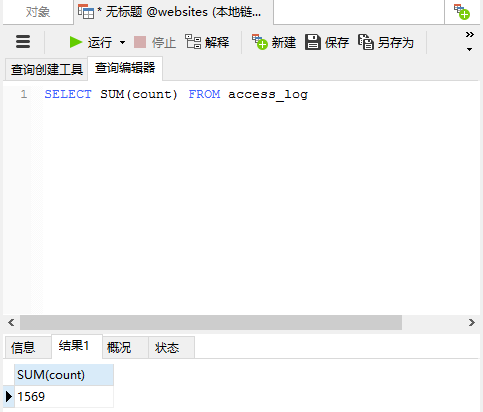 对象 * 无标题 @websites (本地链...
运行 停止 解释 新建 保存 另存为
查询创建工具 查询编辑器
1 SELECT SUM(count) FROM access_log
信息 结果1 概况 状态
SUM(count)
1569